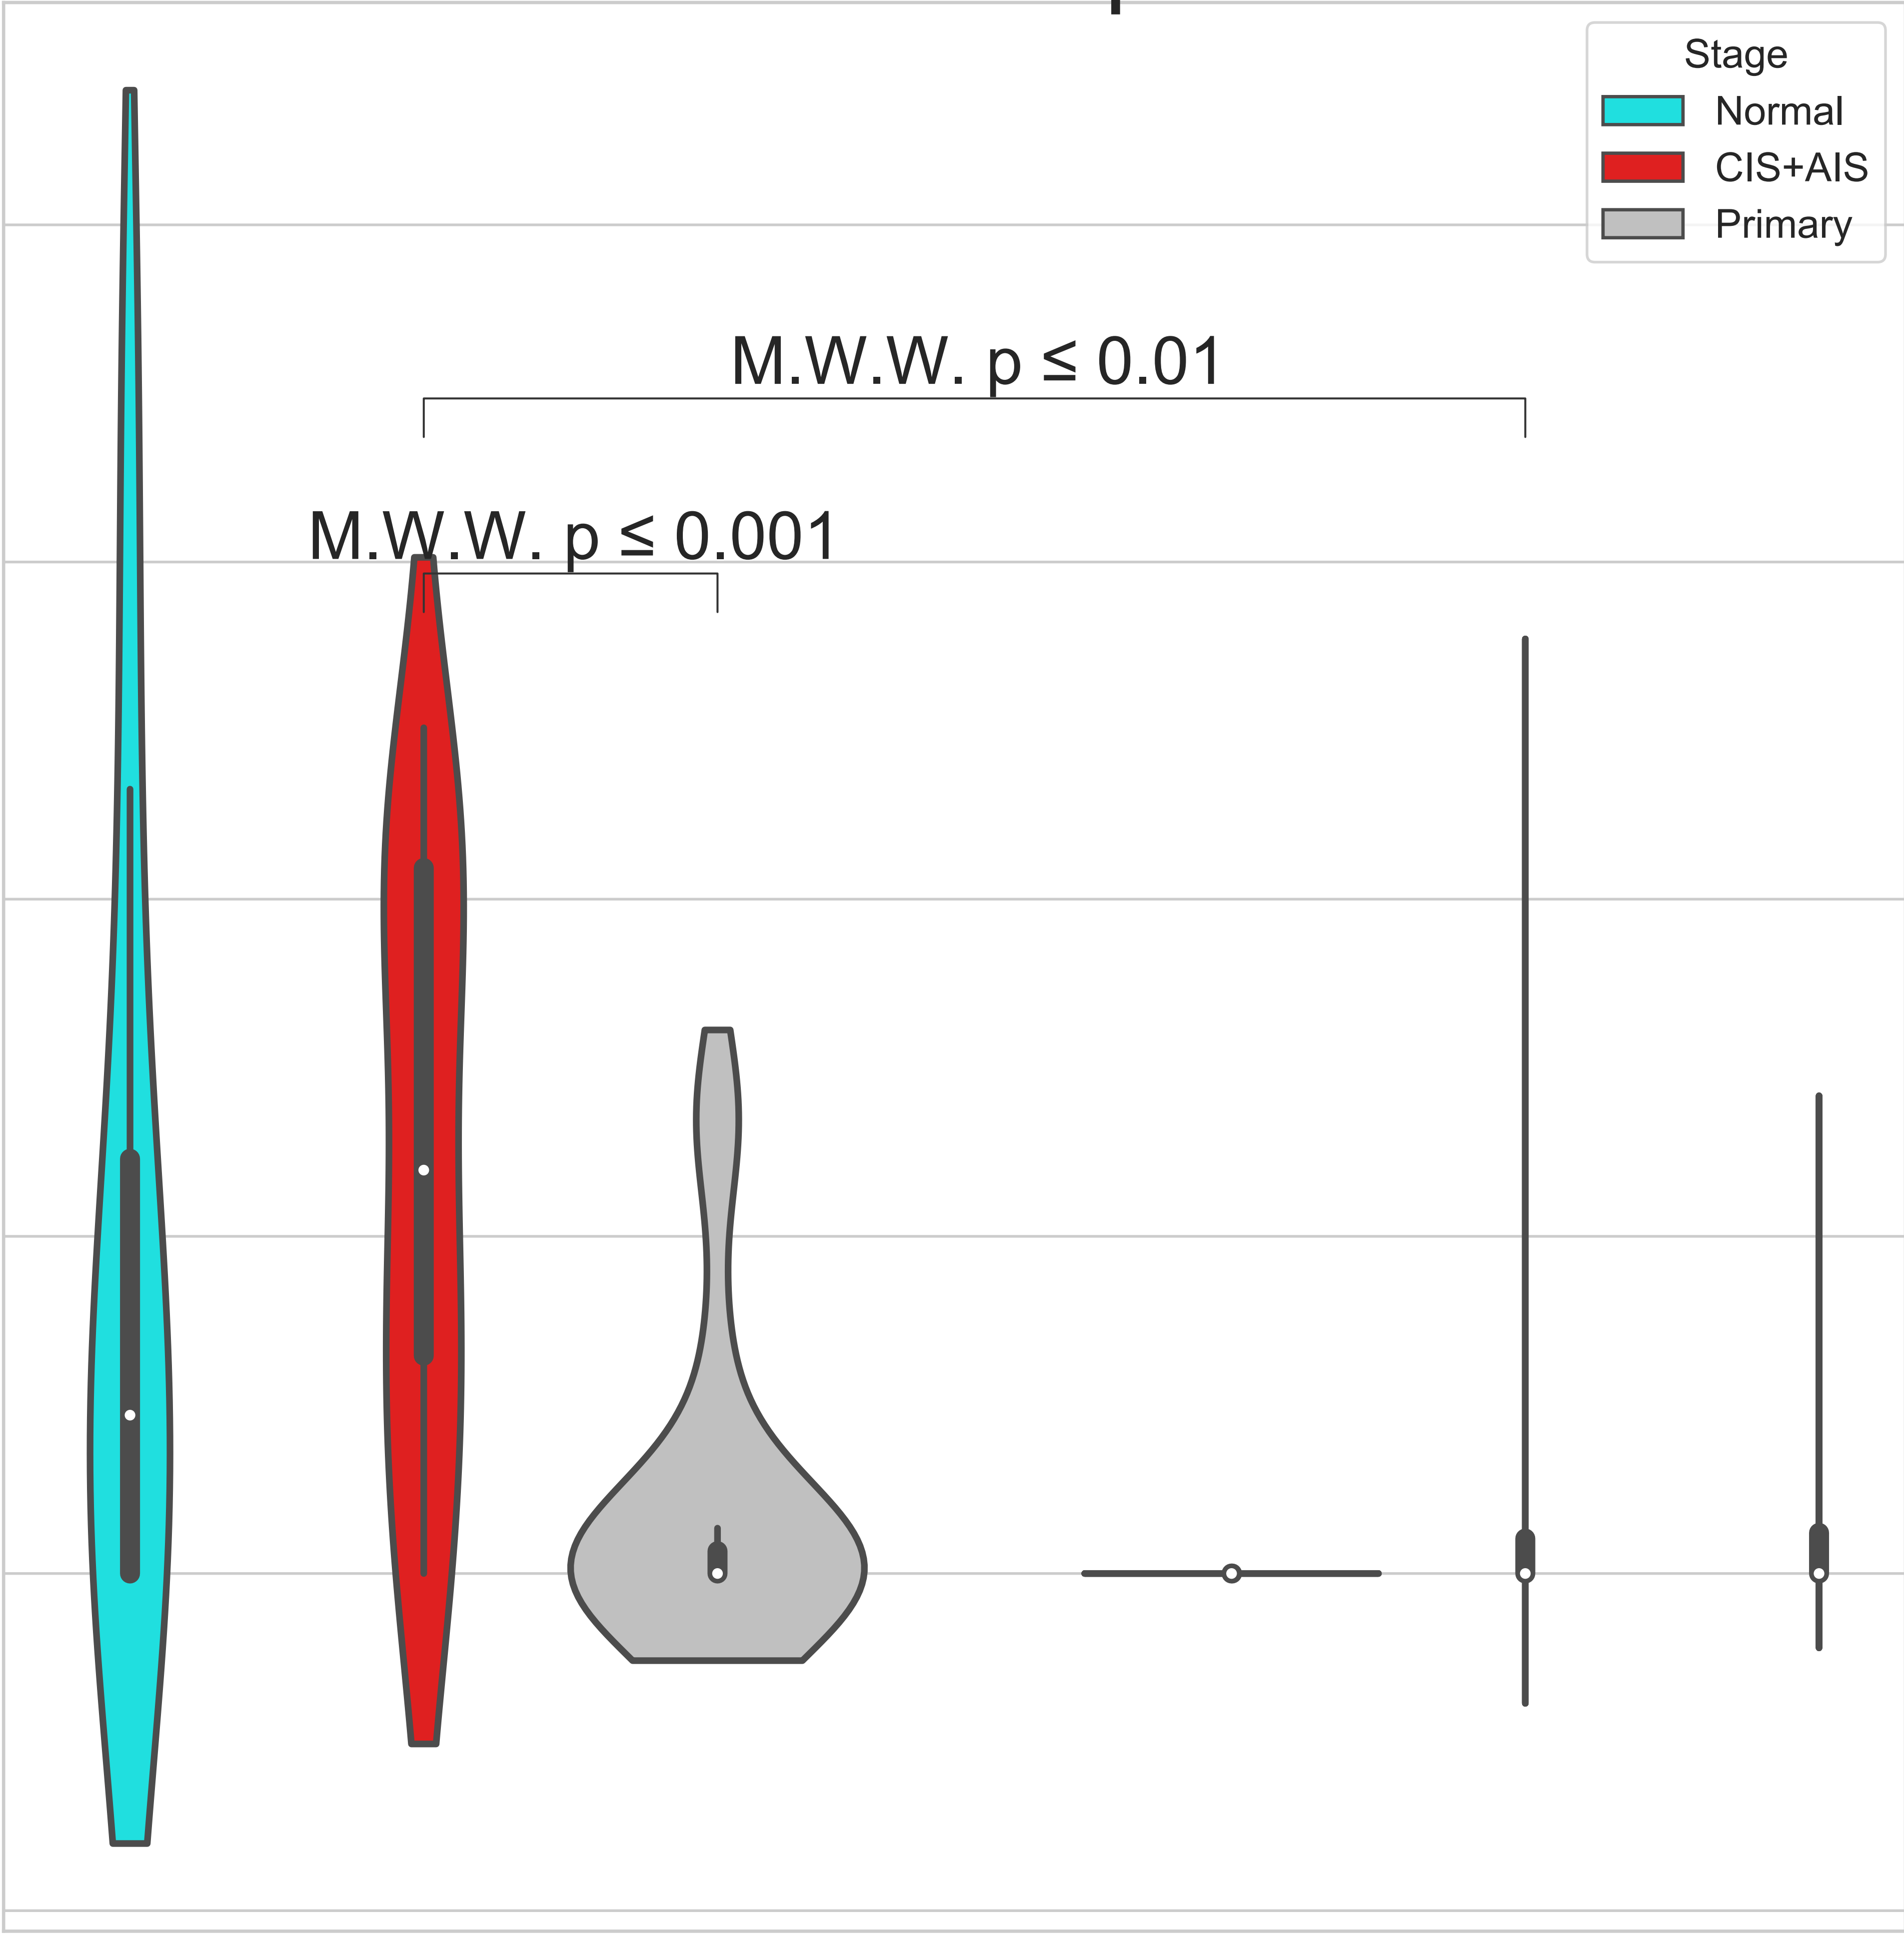 Stage
Normal
CIS+AIS
Primary
M.W.W. p ≤ 0.01
M.W.W. p ≤ 0.001